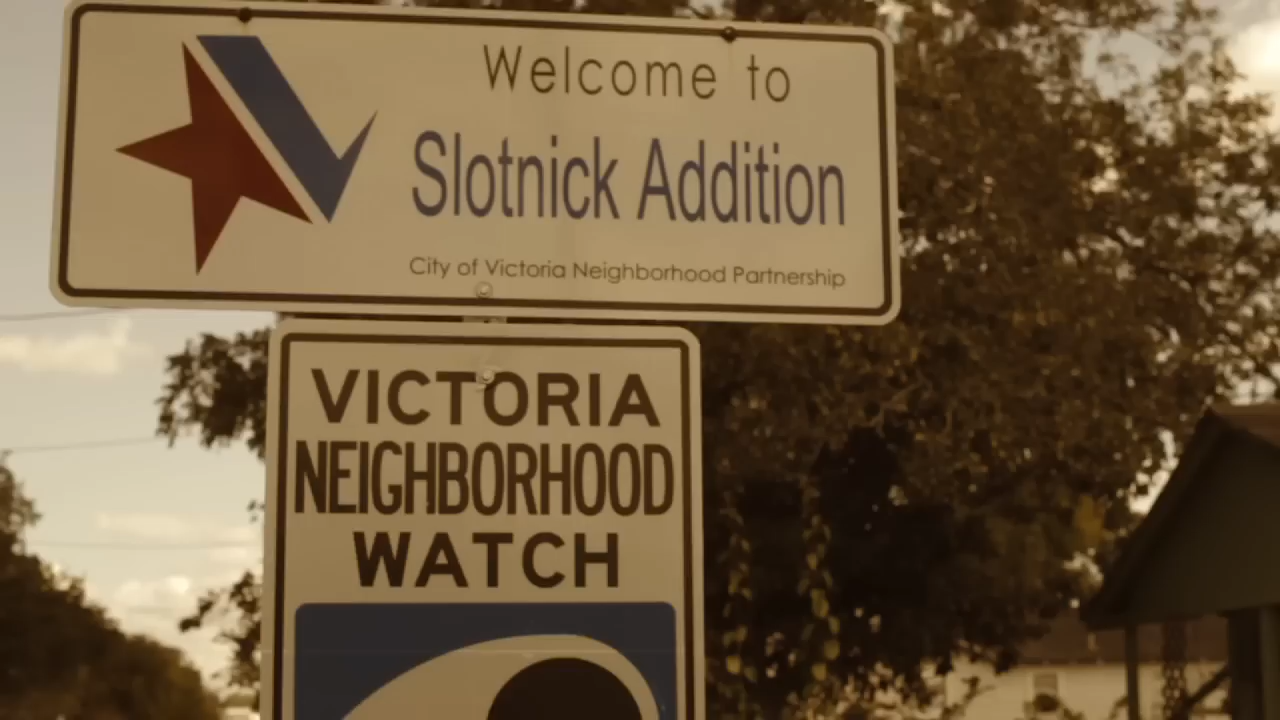 Welcome to
Slotnick Addition
City of Victoria Neighborhood Partnership
VICTORIA
NEIGHBORHOOD
WATCH